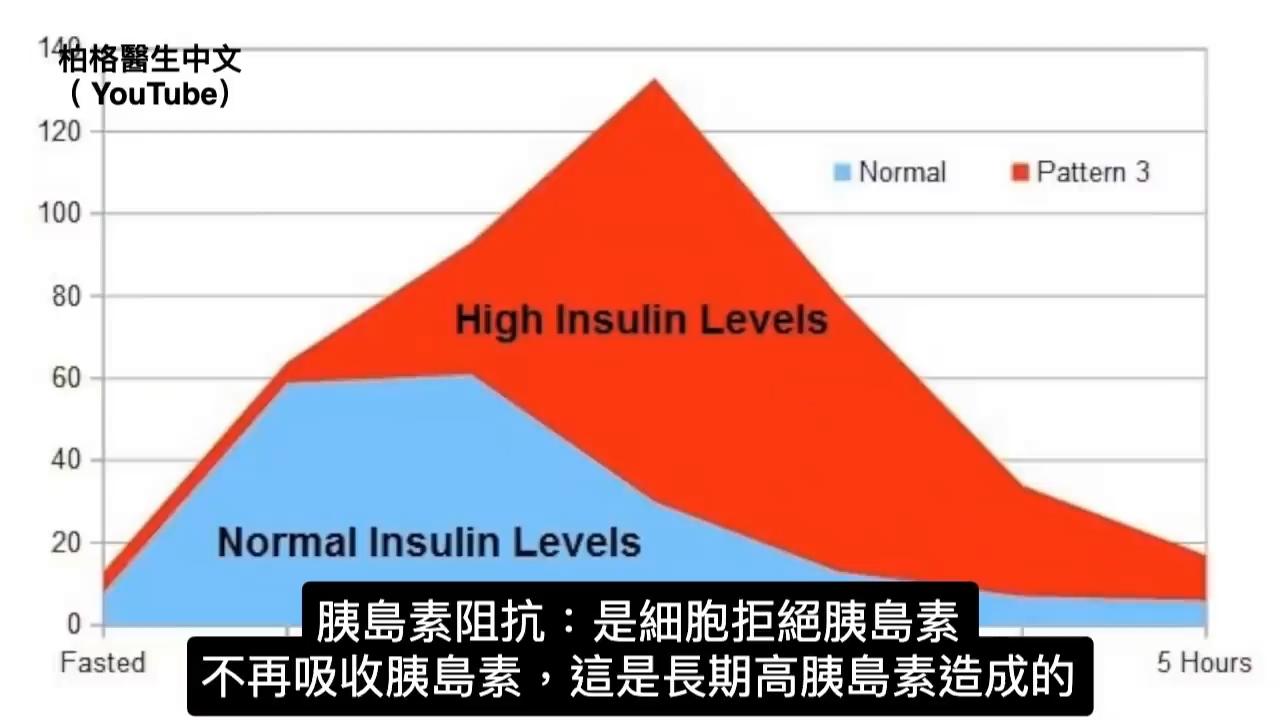 140
柏格醫生中文
（ YouTube）
120
Normal
Pattern 3
100
80
High Insulin Levels
60
40
Normal Insulin Levels
20
0
胰島素阻抗：是細胞拒絕胰島素
不再吸收胰島素，這是長期高胰島素造成的
Fasted
5 Hours